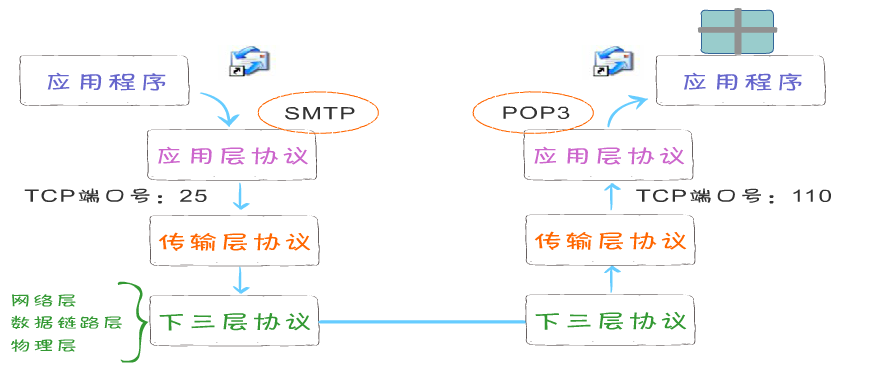 应用程序
应用程序
SMTP
POP3
应用层协议
应用层协议
TCP端口号：25
TCP端口号：110
传输层协议
传输层协议
网络层
数据链路层
物理层
下三层协议
下三层协议